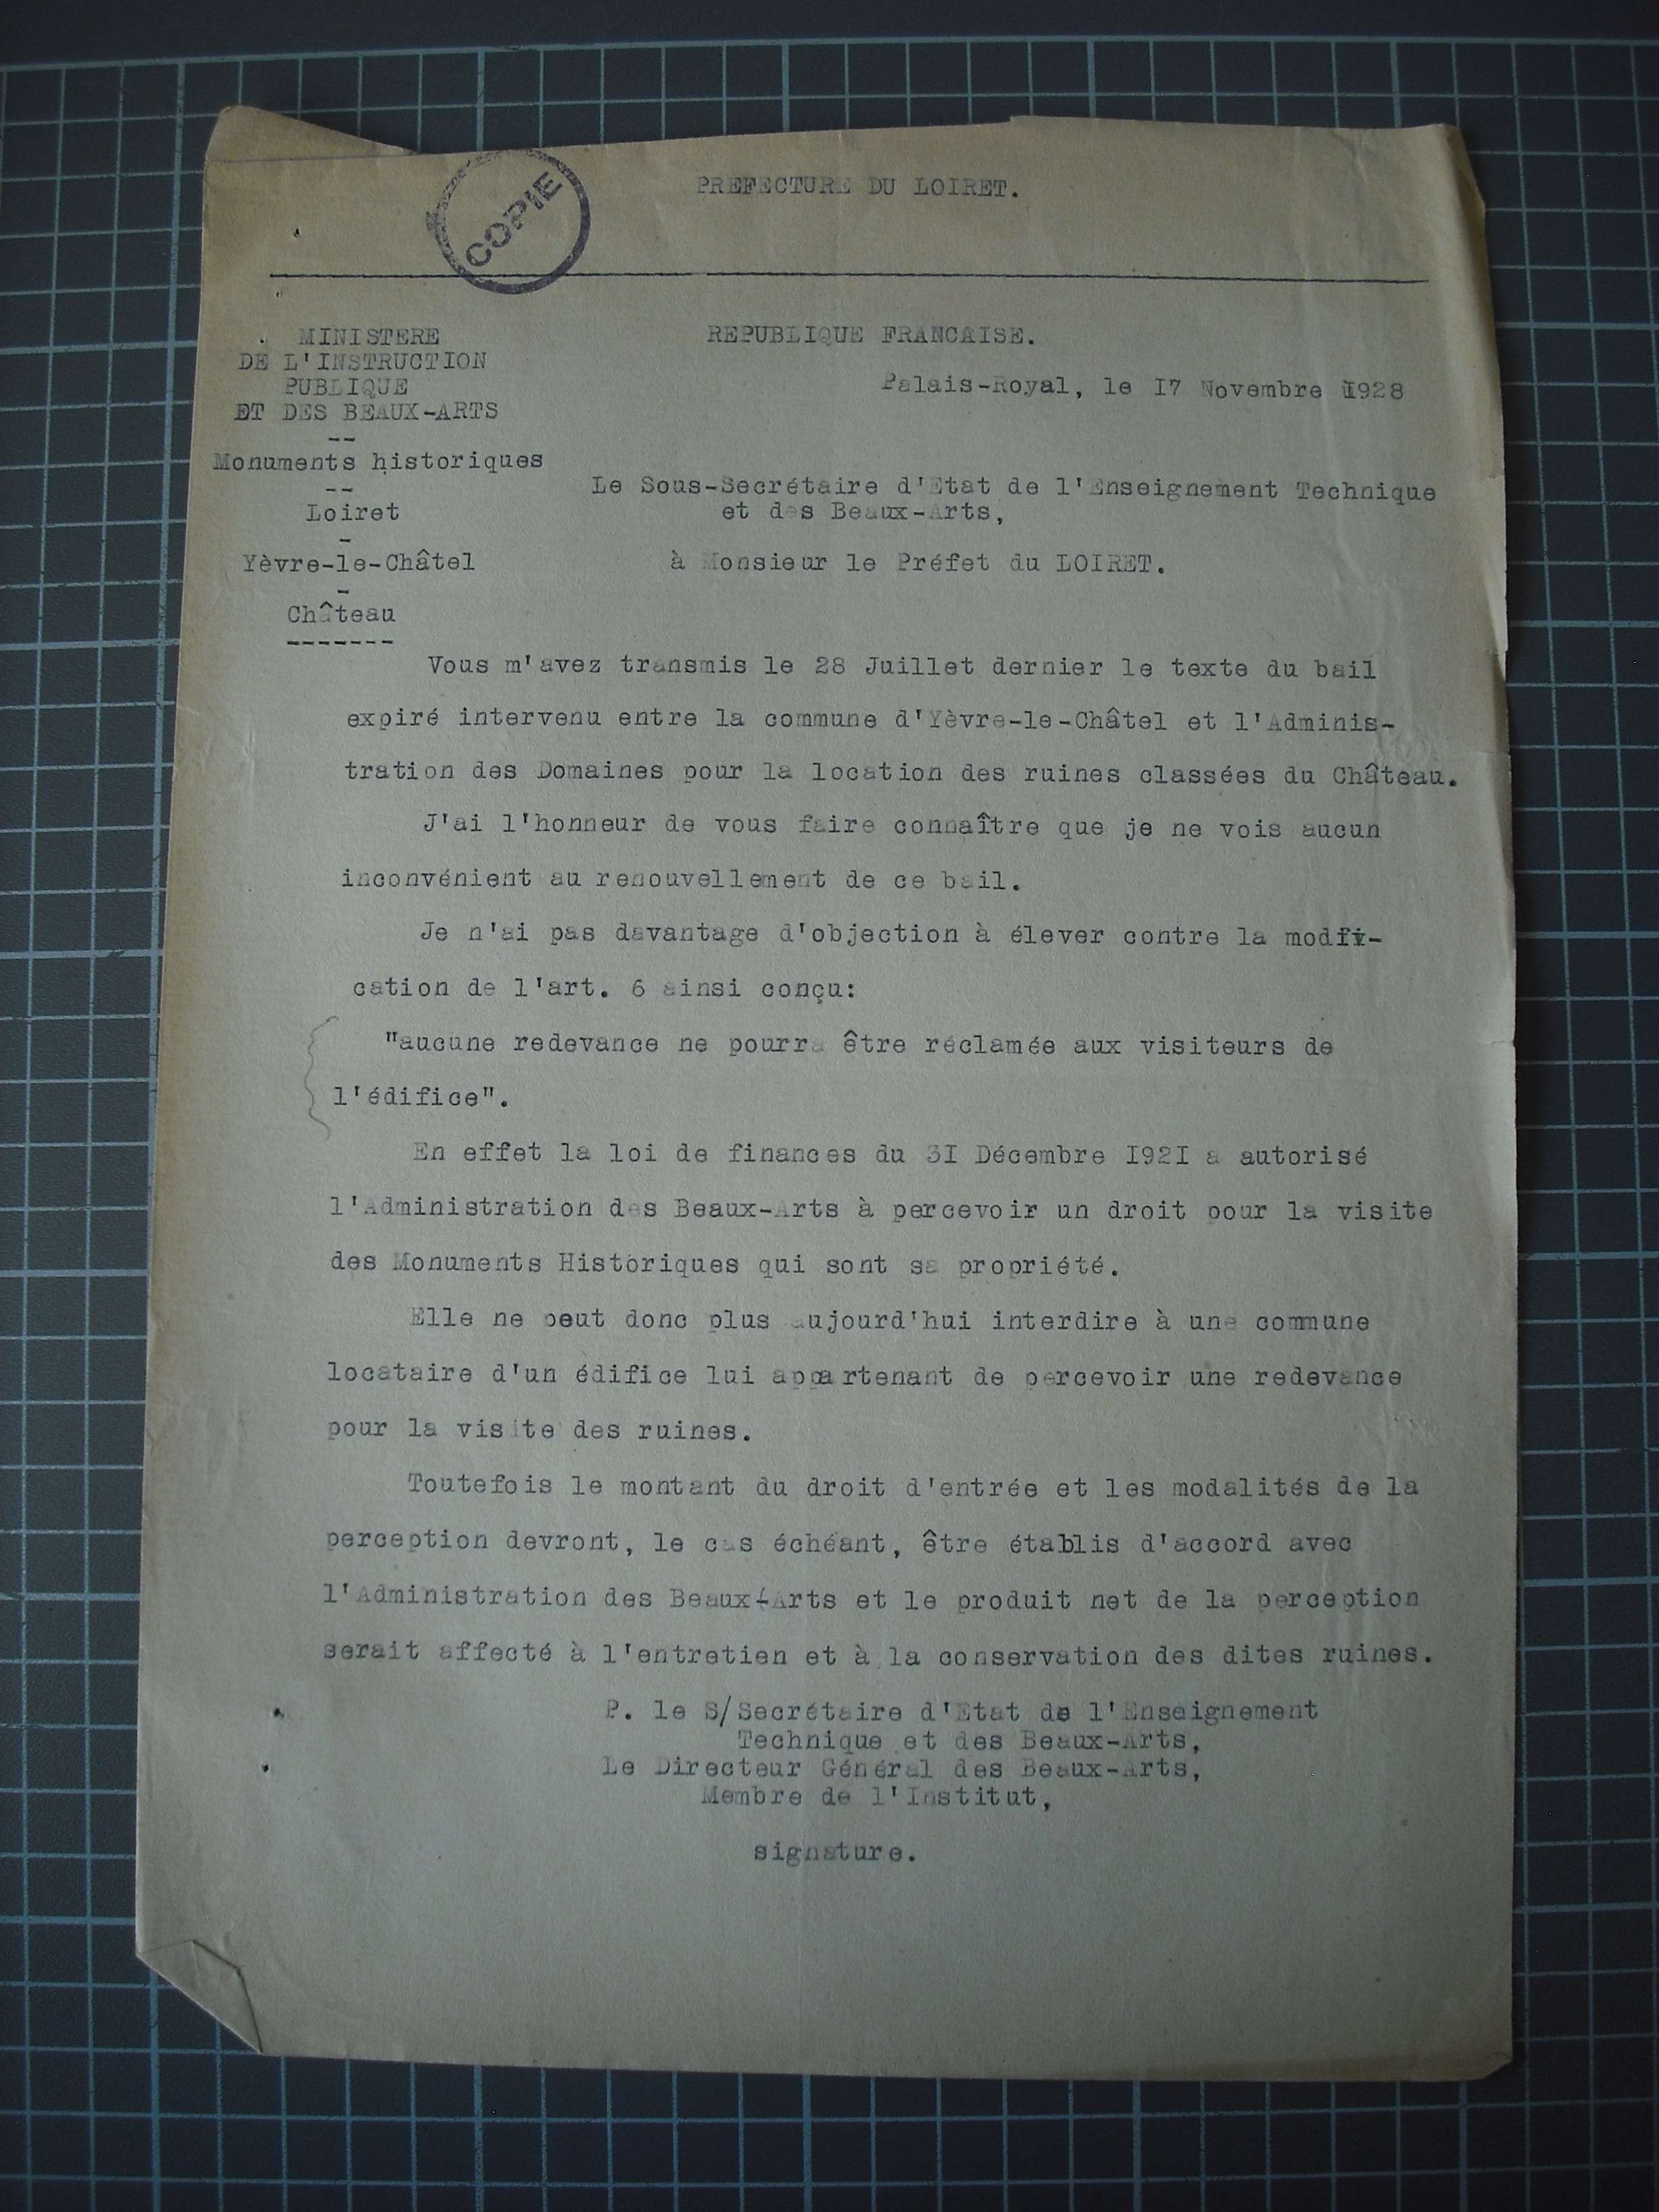 COPIE
PREFECTURE DU LOIRET.
MINISTERE
DE L'INSTRUCTION
PUBLIQUE
ET DES BEAUX-ARTS
--
Monuments historiques
--
Loiret
-
Yèvre-le-Châtel
-
Château
-------
REPUBLIQUE FRANCAISE.
Palais-Royal, le I7 Novembre 1928
Le Sous-Secrétaire d'Etat de l'Enseignement Technique
et des Beaux-Arts,
à Monsieur le Préfet du LOIRET.
Vous m'avez transmis le 28 Juillet dernier le texte du bail
expiré intervenu entre la commune d'Yèvre-le-Châtel et l'Adminis-
tration des Domaines pour la location des ruines classées du Château.
J'ai l'honneur de vous faire connaître que je ne vois aucun
inconvénient au renouvellement de ce bail.
Je n'ai pas davantage d'objection à élever contre la modfi-
cation de l'art. 6 ainsi conçu:
"aucune redevance ne pourra être réclamée aux visiteurs de
l'édifice".
En effet la loi de finances du 3I Décembre I92I a autorisé
l'Administration des Beaux-Arts à percevoir un droit pour la visite
des Monuments Historiques qui sont sa propriété.
Elle ne peut donc plus aujourd'hui interdire à une commune
locataire d'un édifice lui appartenant de percevoir une redevance
pour la visite des ruines.
Toutefois le montant du droit d'entrée et les modalités de la
perception devront, le cas échéant, être établis d'accord avec
l'Administration des Beaux-Arts et le produit net de la perception
serait affecté à l'entretien et à la conservation des dites ruines.
P. le S/Secrétaire d'Etat de l'Enseignement
Technique et des Beaux-Arts,
Le Directeur Général des Beaux-Arts,
Membre de l'Institut,
signature.